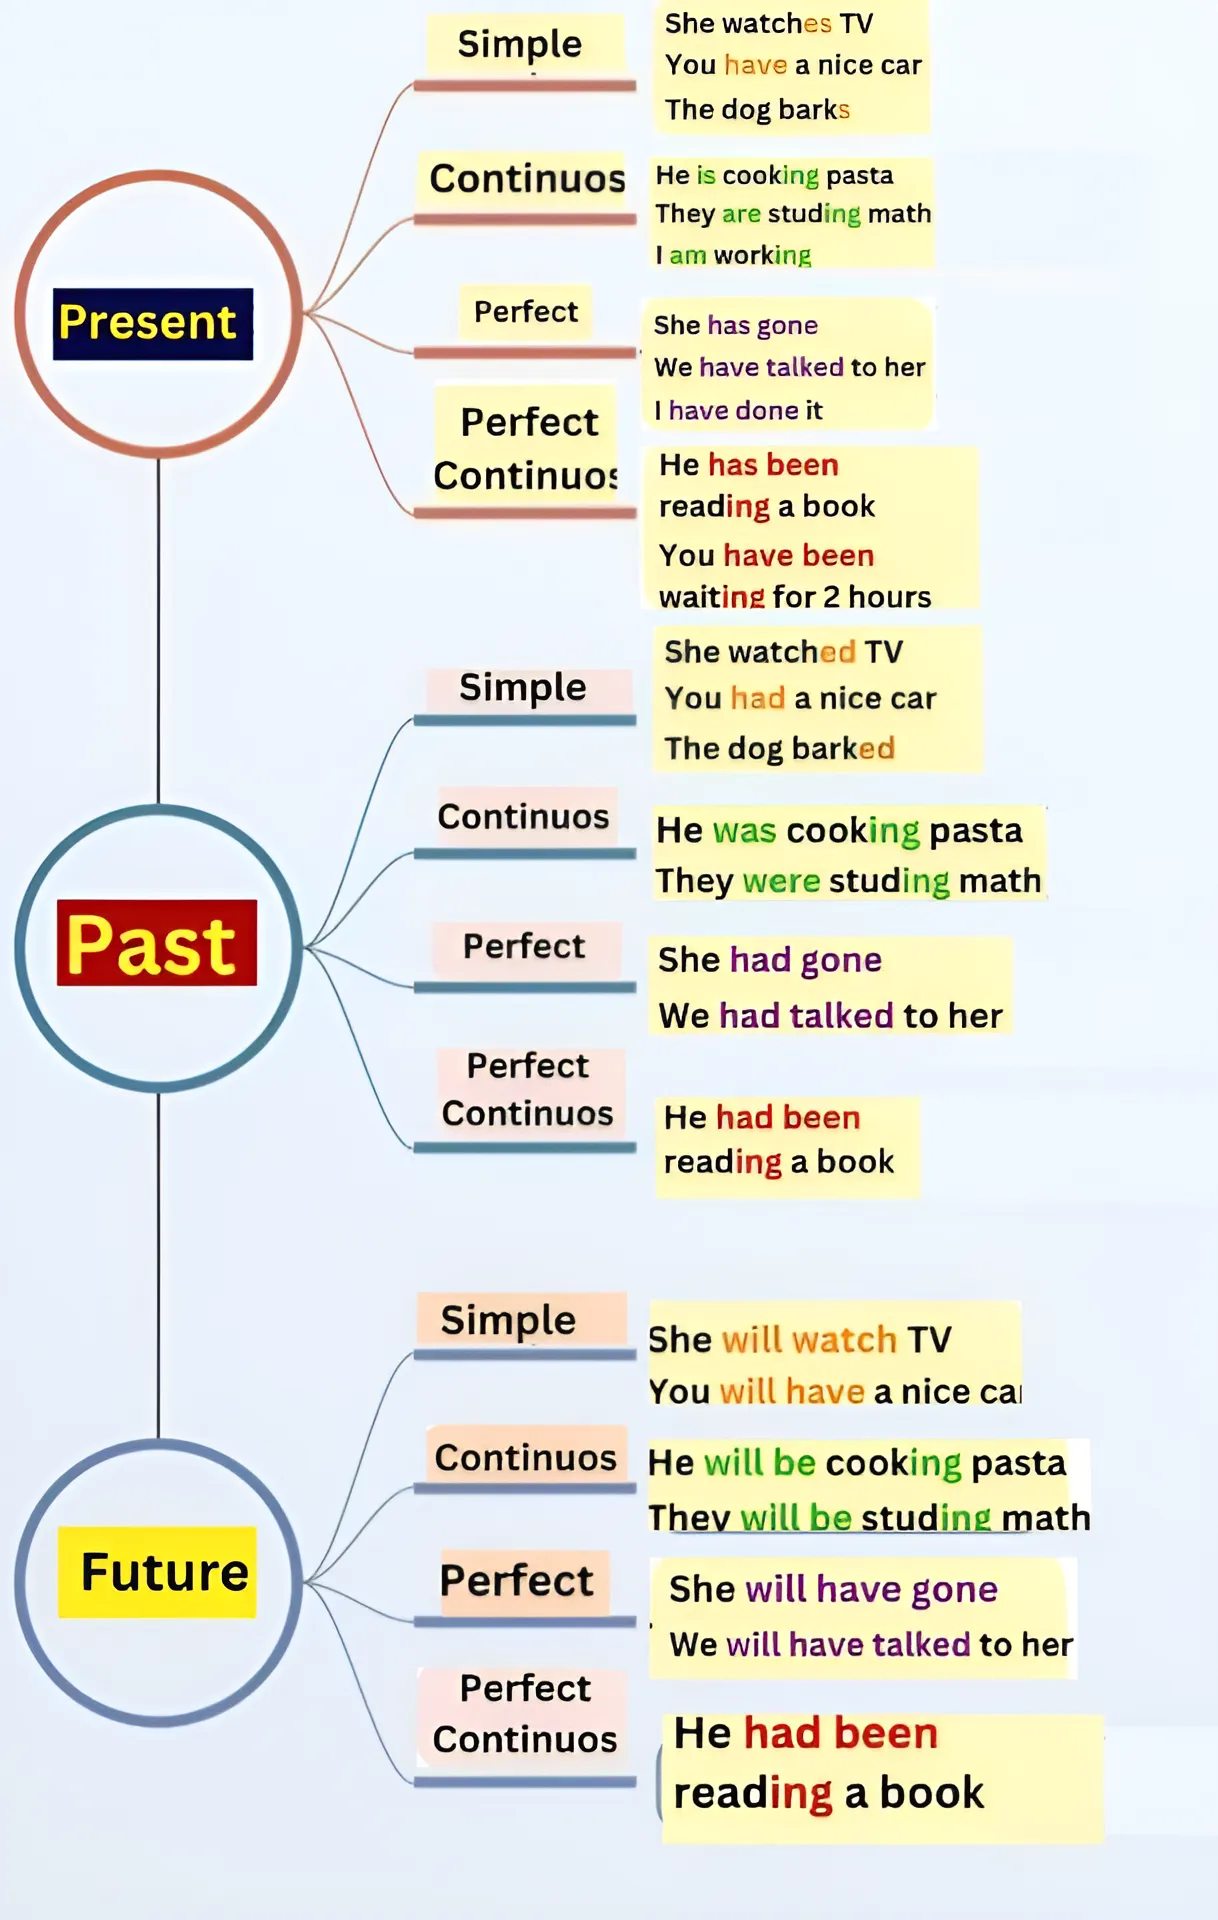 Simple
She watches TV
You have a nice car
The dog barks
Continuos
He is cooking pasta
They are studing math
I am working
Present
Perfect
She has gone
We have talked to her
I have done it
Perfect
Continuos
He has been
reading a book
You have been
waiting for 2 hours
Simple
She watched TV
You had a nice car
The dog barked
Continuos
He was cooking pasta
They were studing math
Past
Perfect
She had gone
We had talked to her
Perfect
Continuos
He had been
reading a book
Simple
She will watch TV
You will have a nice car
Continuos
He will be cooking pasta
They will be studing math
Future
Perfect
She will have gone
We will have talked to her
Perfect
Continuos
He had been
reading a book